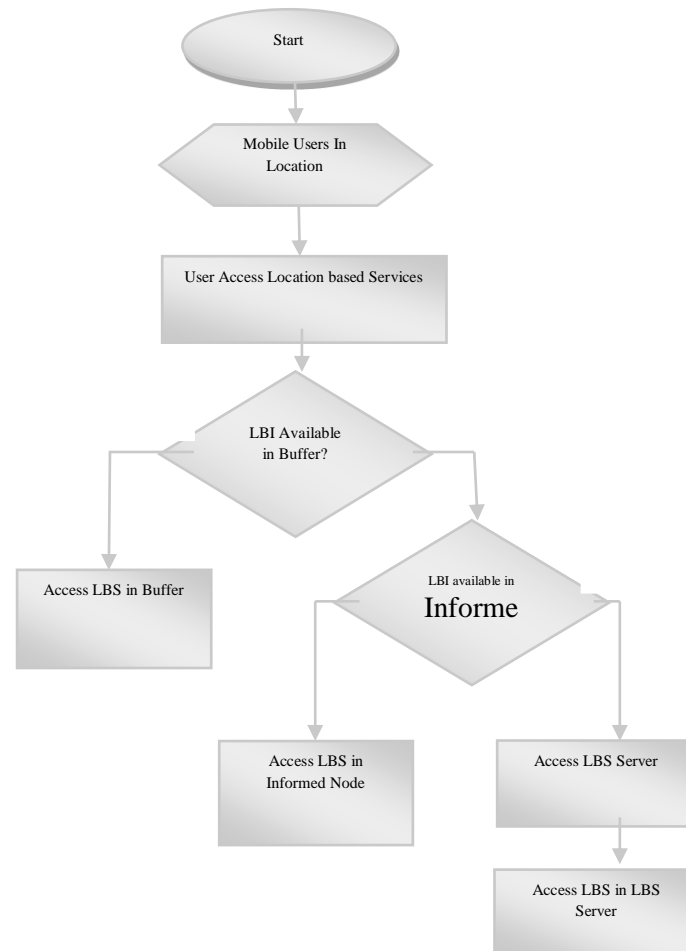 Start
Mobile Users In
Location
User Access Location based Services
LBI Available
in Buffer?
Access LBS in Buffer
LBI available in
Informe
Access LBS in
Informed Node
Access LBS Server
Access LBS in LBS
Server